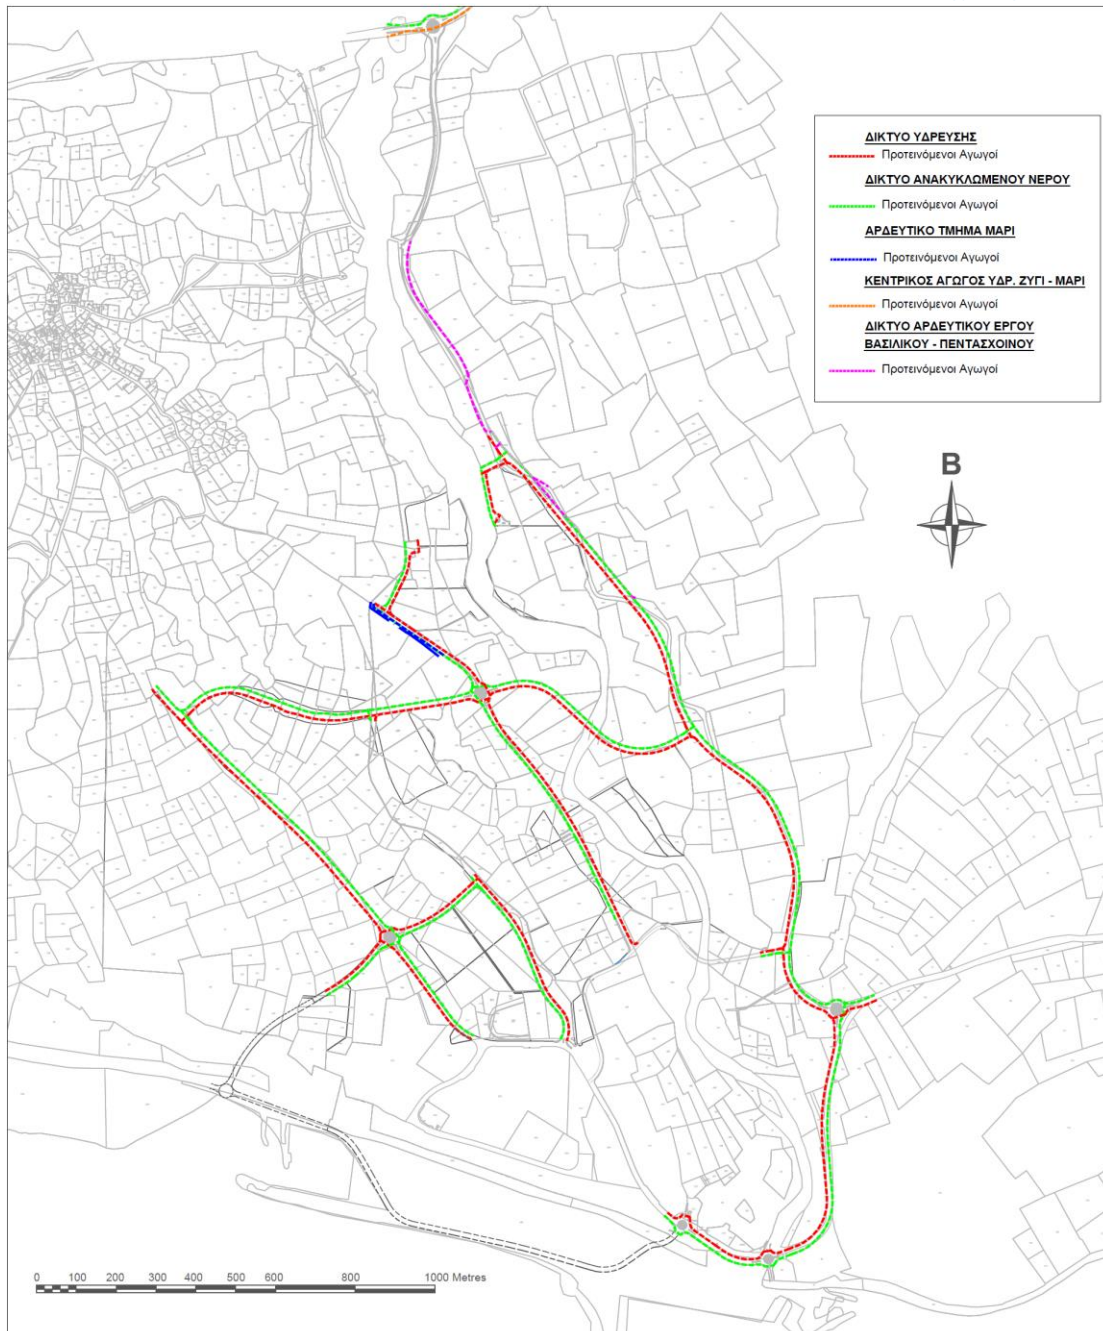 ΔΙΚΤΥΟ ΥΔΡΕΥΣΗΣ
Προτεινόμενοι Αγωγοί
ΔΙΚΤΥΟ ΑΝΑΚΥΚΛΩΜΕΝΟΥ ΝΕΡΟΥ
Προτεινόμενοι Αγωγοί
ΑΡΔΕΥΤΙΚΟ ΤΜΗΜΑ ΜΑΡΙ
Προτεινόμενοι Αγωγοί
ΚΕΝΤΡΙΚΟΣ ΑΓΩΓΟΣ ΥΔΡ. ΖΥΓΙ - ΜΑΡΙ
Προτεινόμενοι Αγωγοί
ΔΙΚΤΥΟ ΑΡΔΕΥΤΙΚΟΥ ΕΡΓΟΥ
ΒΑΣΙΛΙΚΟΥ - ΠΕΝΤΑΣΧΟΙΝΟΥ
Προτεινόμενοι Αγωγοί
Β
0 100 200 300 400 500 600 800 1000 Metres